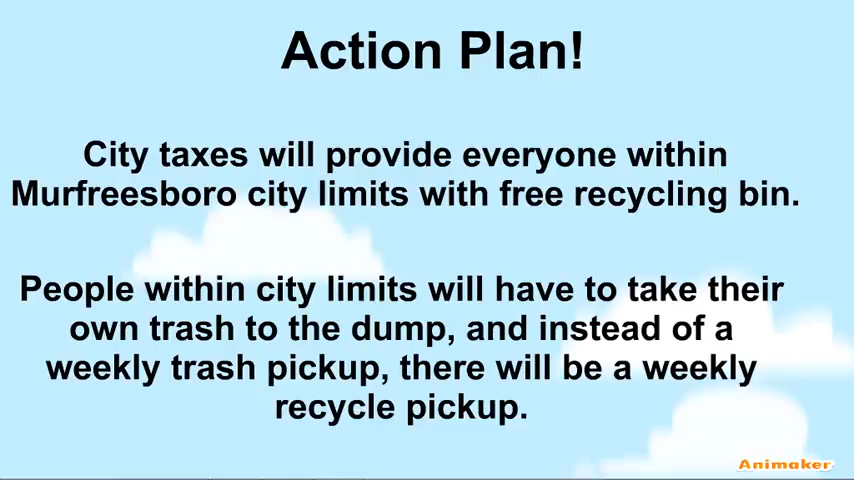 Action Plan!
City taxes will provide everyone within
Murfreesboro city limits with free recycling bin.
People within city limits will have to take their
own trash to the dump, and instead of a
weekly trash pickup, there will be a weekly
recycle pickup.
Animaker